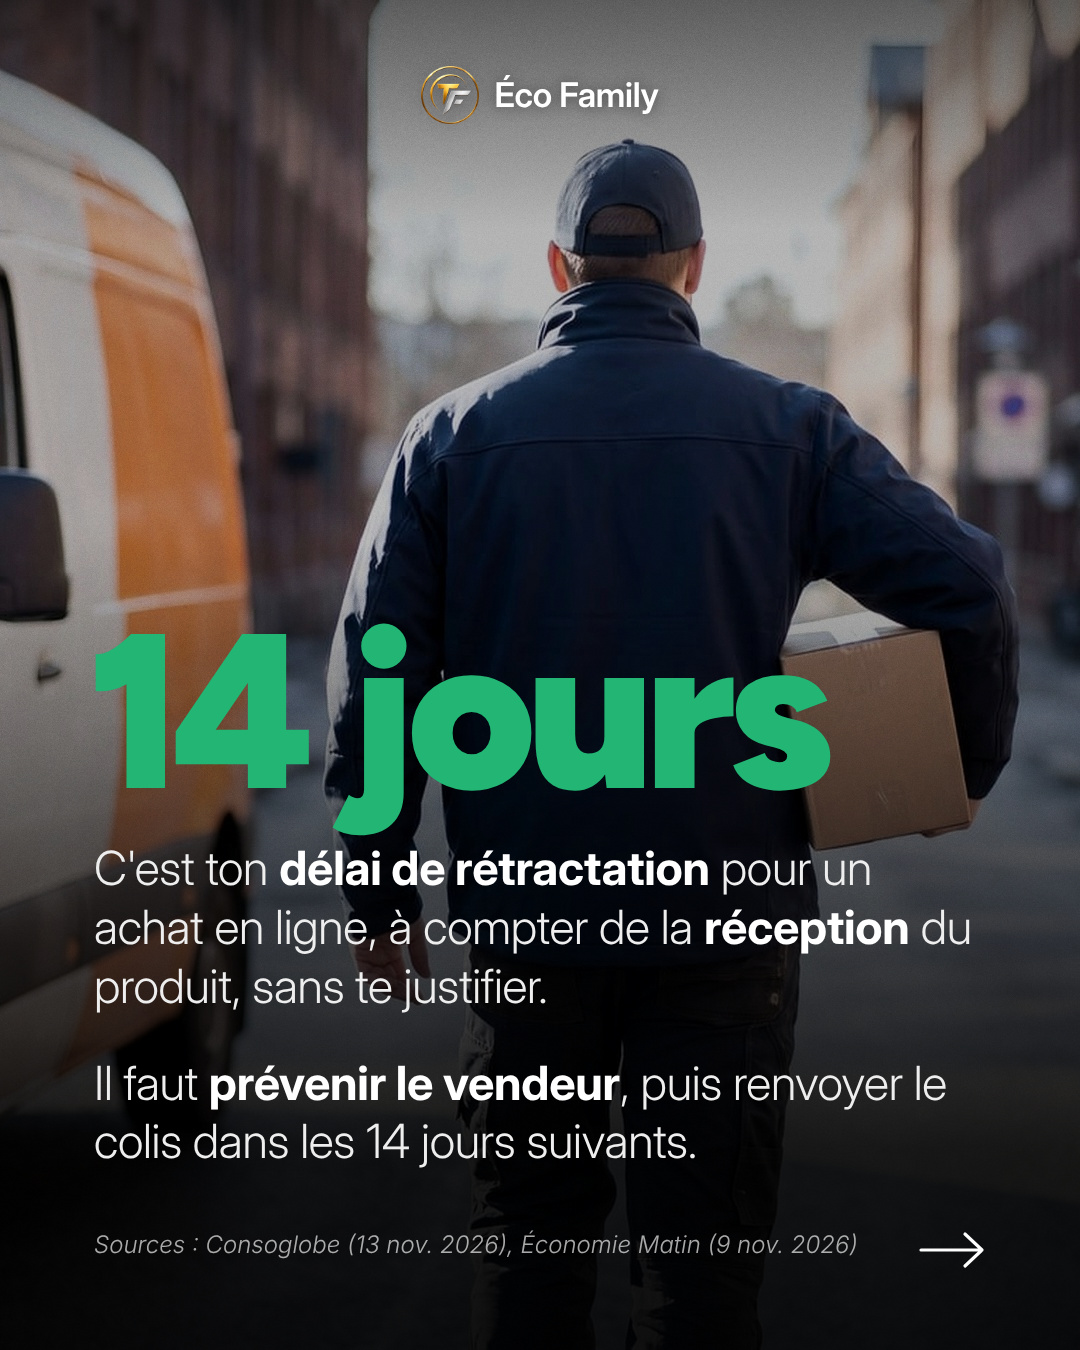 TF Éco Family
14 jours
C'est ton délai de rétractation pour un
achat en ligne, à compter de la réception du
produit, sans te justifier.
Il faut prévenir le vendeur, puis renvoyer le
colis dans les 14 jours suivants.
Sources : Consoglobe (13 nov. 2026), Économie Matin (9 nov. 2026)